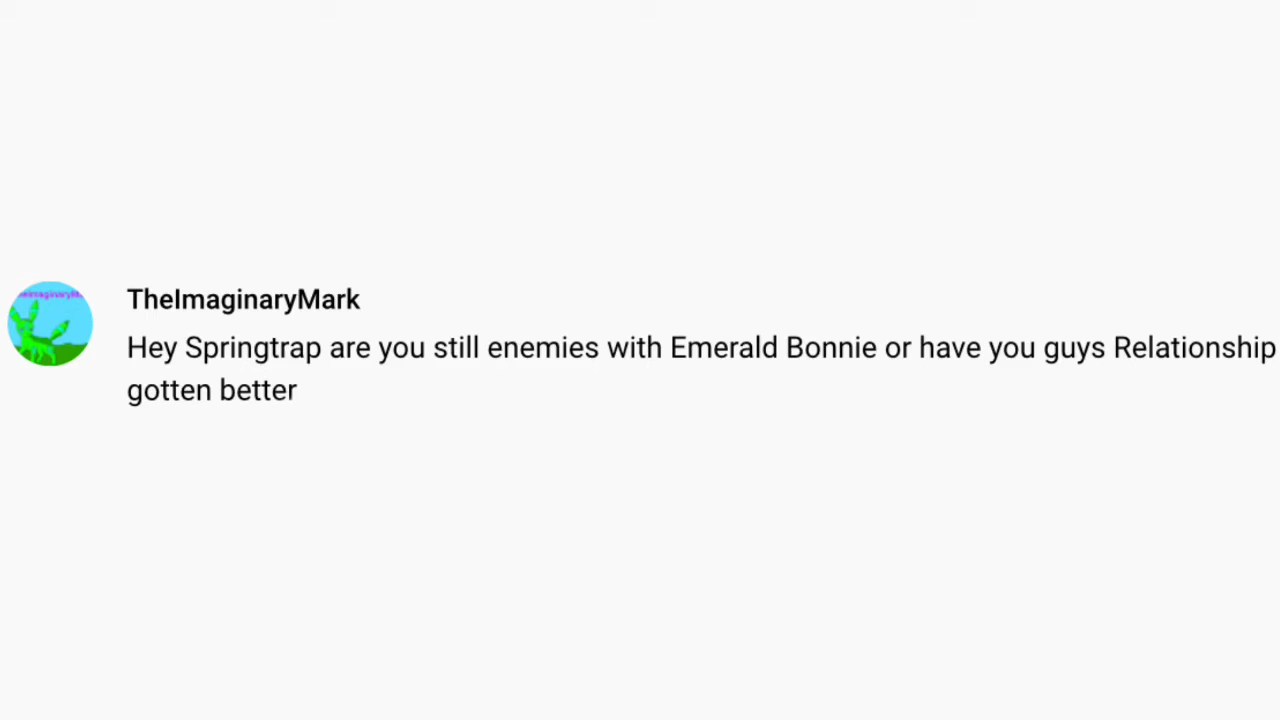 TheImaginaryMark
Hey Springtrap are you still enemies with Emerald Bonnie or have you guys Relationship
gotten better